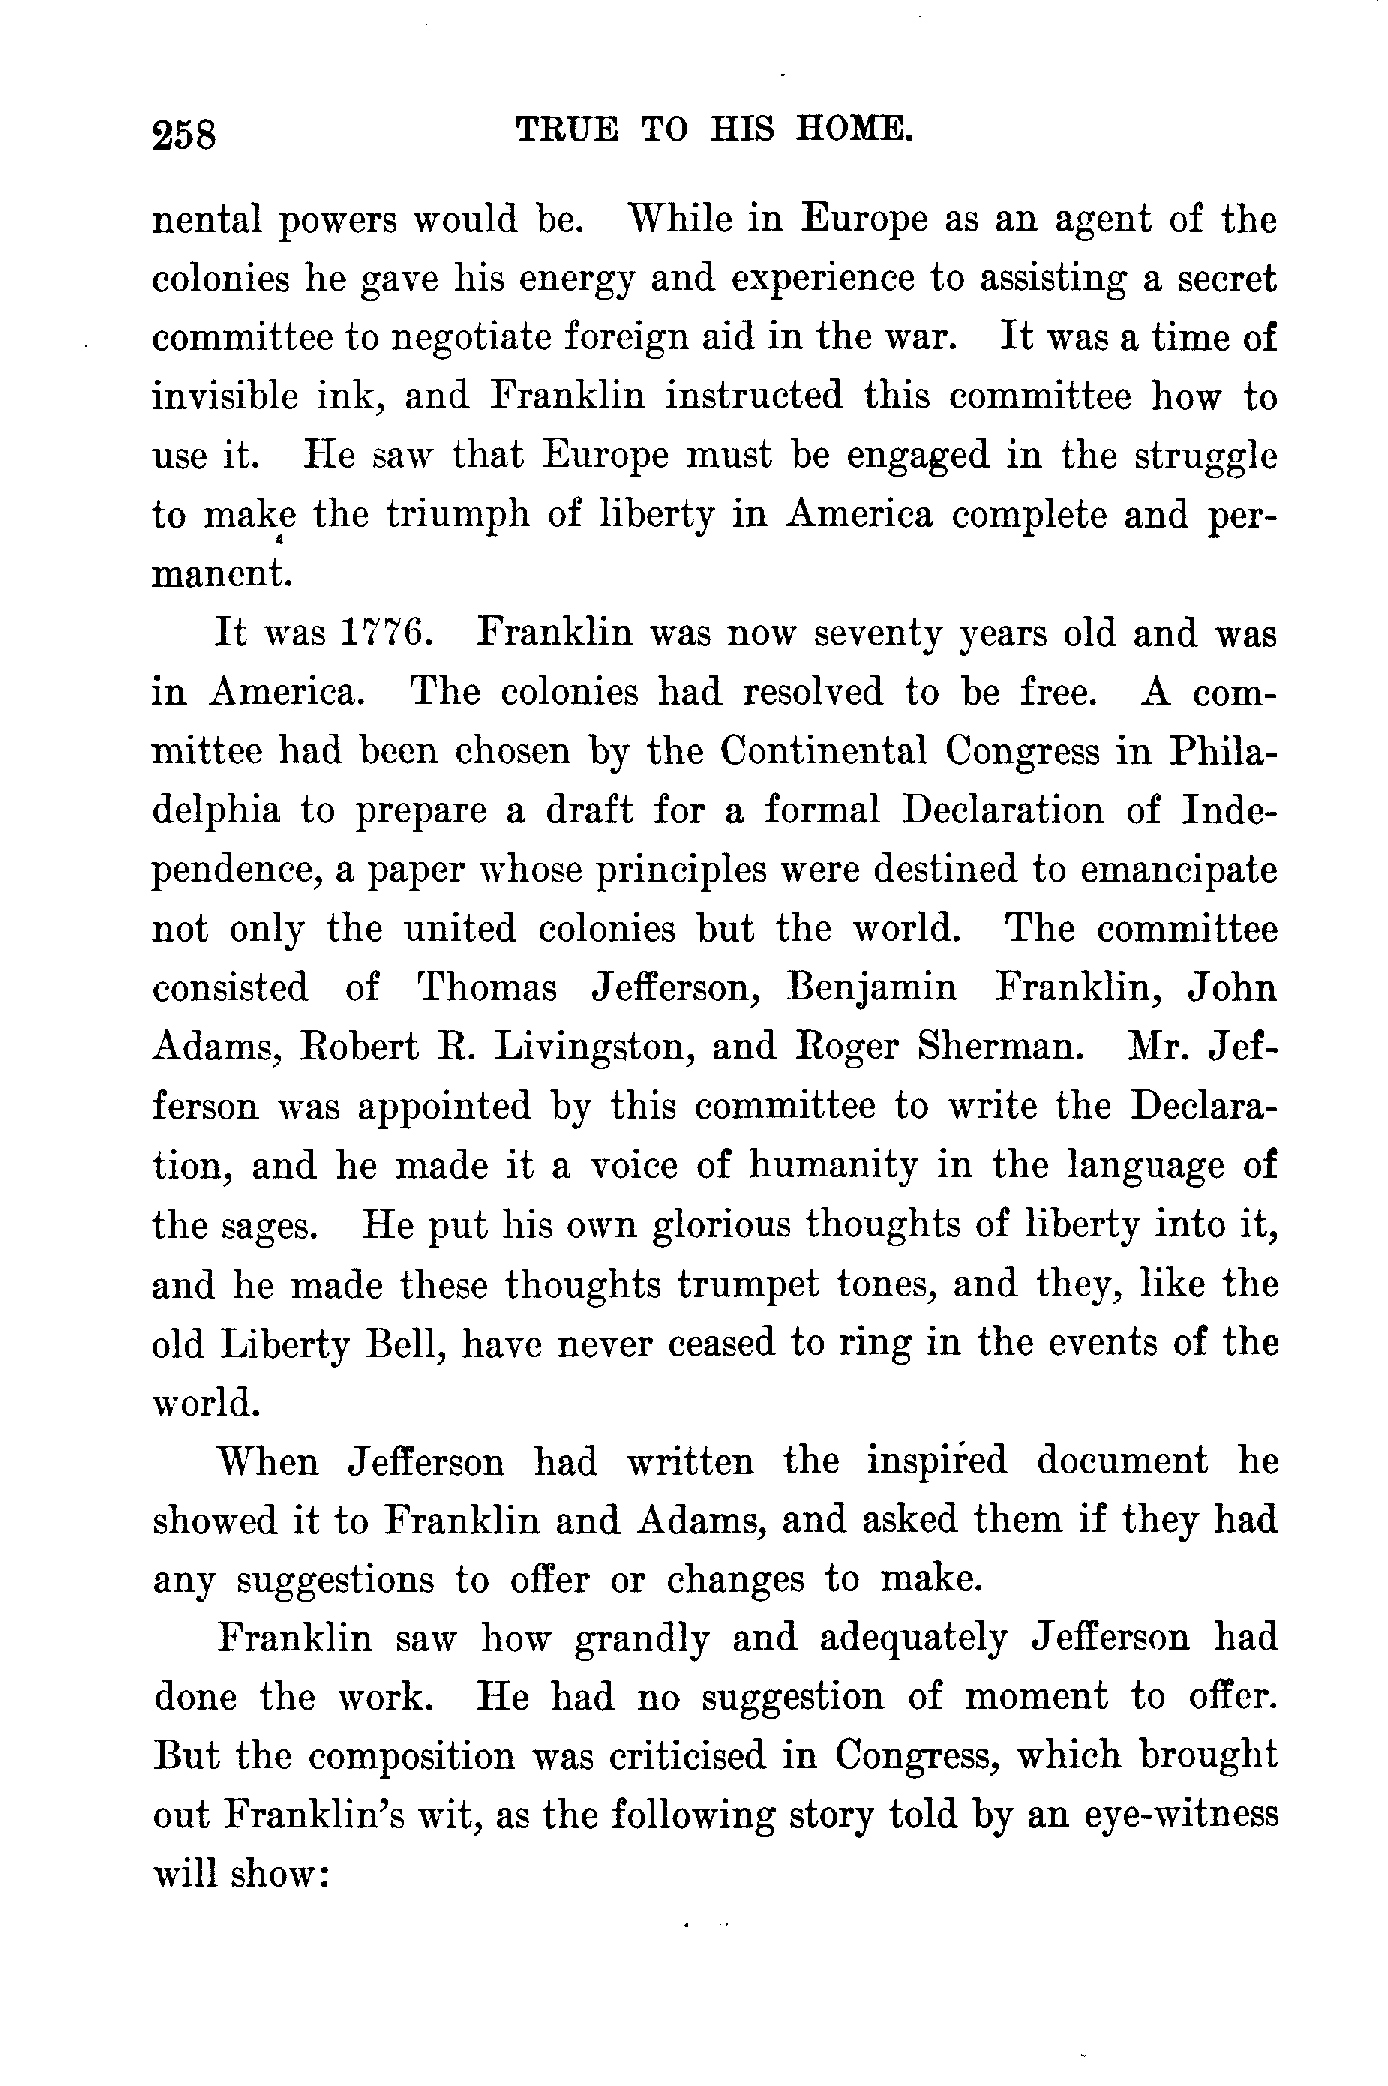 258 TRUE TO HIS HOME.
nental powers would be. While in Europe as an agent of the
colonies he gave his energy and experience to assisting a secret
committee to negotiate foreign aid in the war. It was a time of
invisible ink, and Franklin instructed this committee how to
use it. He saw that Europe must be engaged in the struggle
to make the triumph of liberty in America complete and per-
manent.
It was 1776. Franklin was now seventy years old and was
in America. The colonies had resolved to be free. A com-
mittee had been chosen by the Continental Congress in Phila-
delphia to prepare a draft for a formal Declaration of Inde-
pendence, a paper whose principles were destined to emancipate
not only the united colonies but the world. The committee
consisted of Thomas Jefferson, Benjamin Franklin, John
Adams, Robert R. Livingston, and Roger Sherman. Mr. Jef-
ferson was appointed by this committee to write the Declara-
tion, and he made it a voice of humanity in the language of
the sages. He put his own glorious thoughts of liberty into it,
and he made these thoughts trumpet tones, and they, like the
old Liberty Bell, have never ceased to ring in the events of the
world.
When Jefferson had written the inspired document he
showed it to Franklin and Adams, and asked them if they had
any suggestions to offer or changes to make.
Franklin saw how grandly and adequately Jefferson had
done the work. He had no suggestion of moment to offer.
But the composition was criticised in Congress, which brought
out Franklin's wit, as the following story told by an eye-witness
will show: